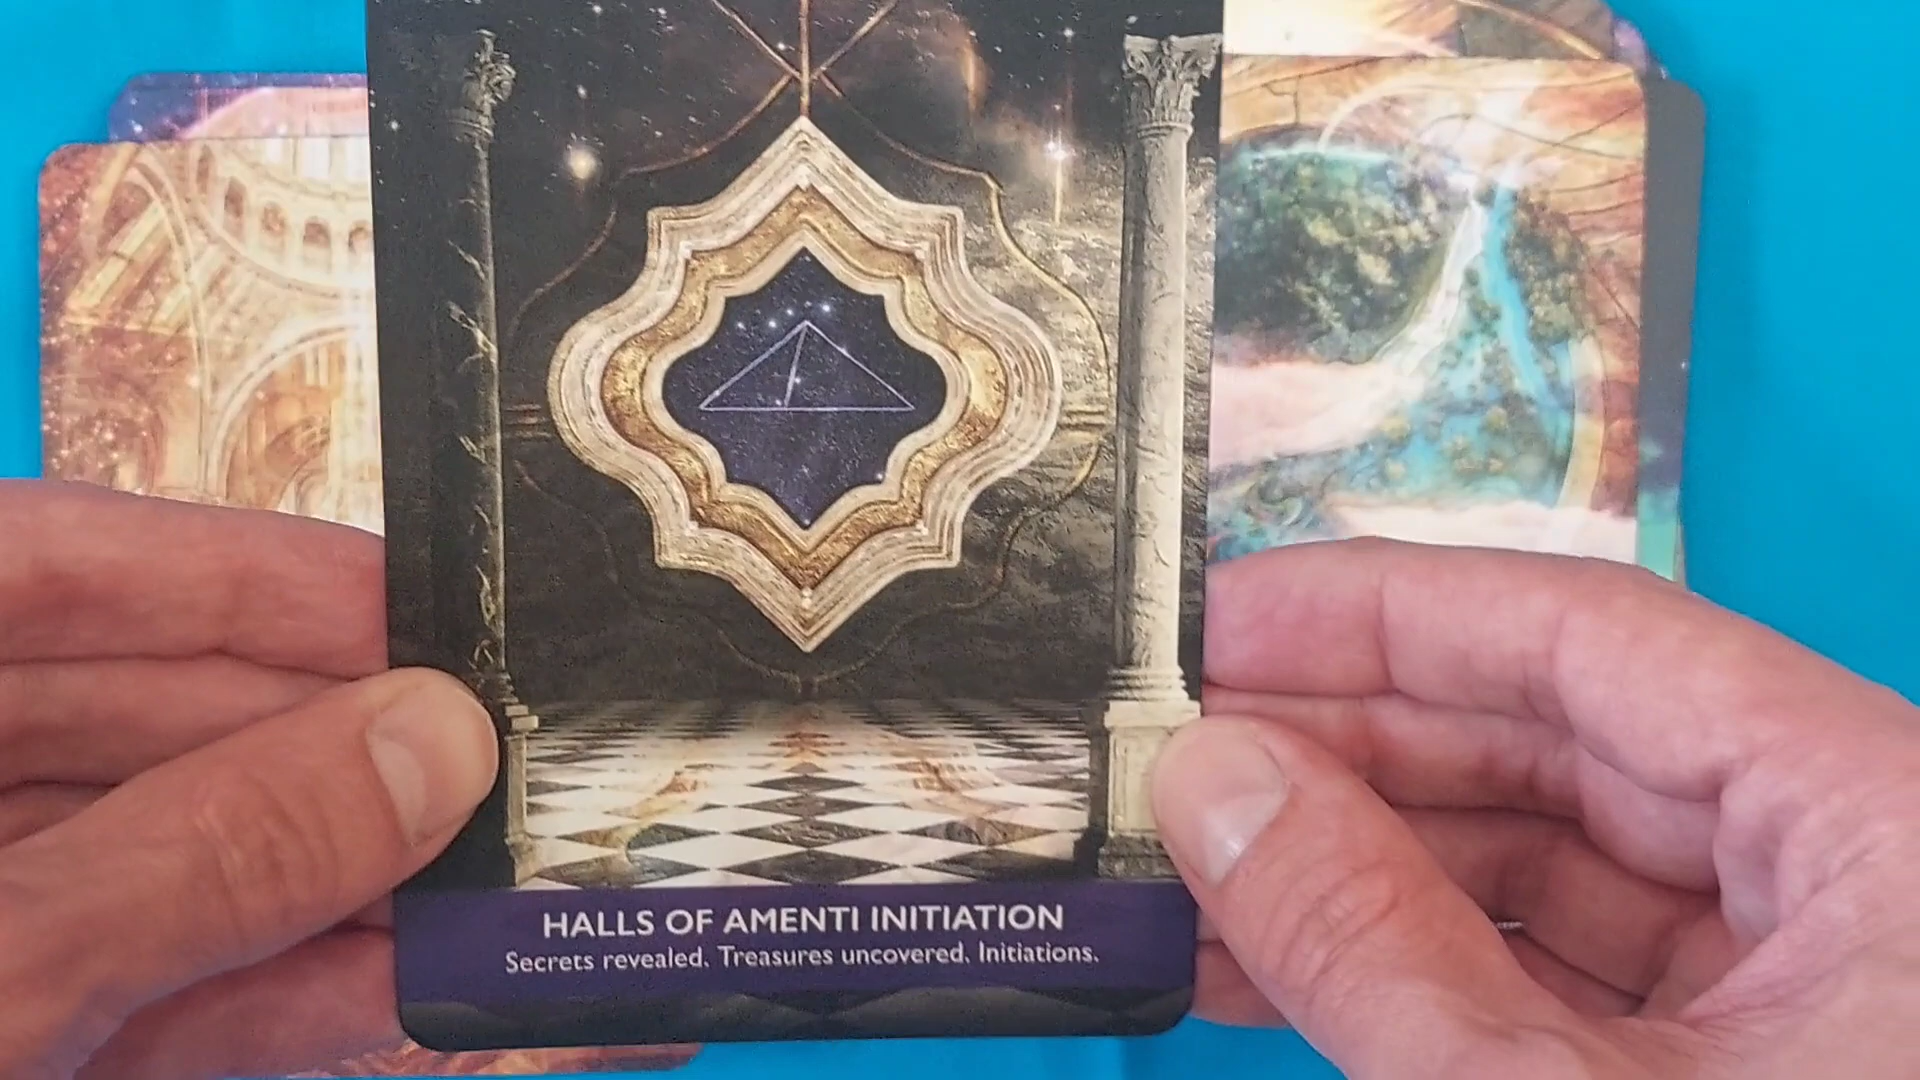 HALLS OF AMENTI INITIATION
Secrets revealed. Treasures uncovered. Initiations.